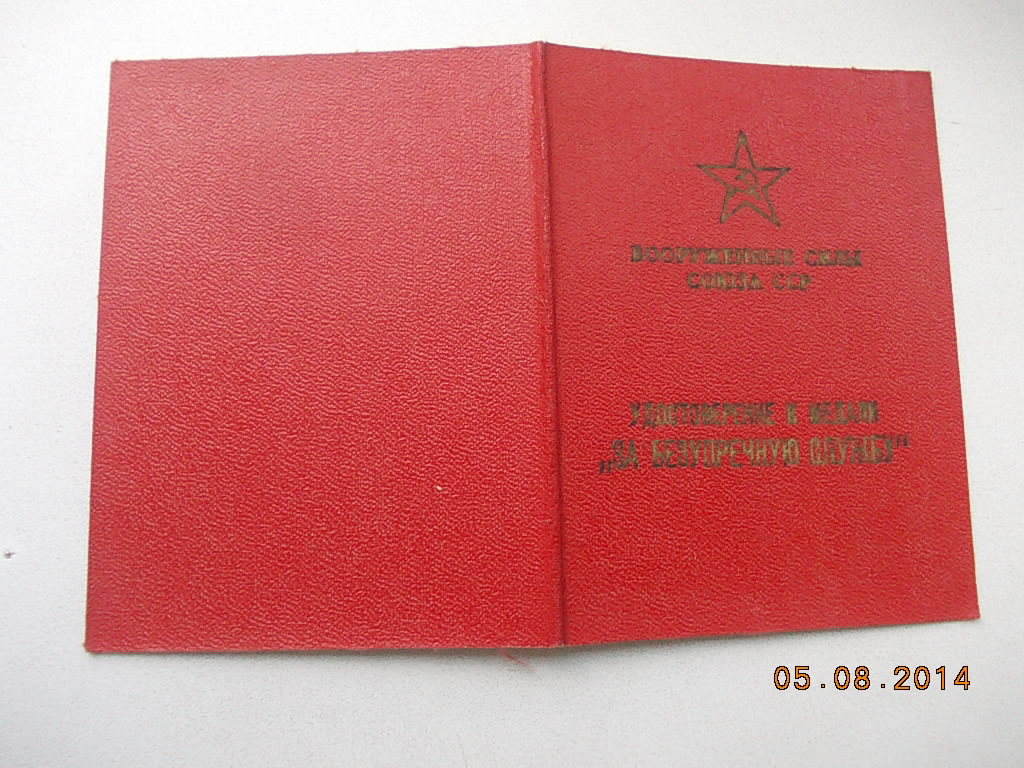 ВООРУЖЕННЫЕ СИЛЫ
СОЮЗА ССР
УДОСТОВЕРЕНИЕ К МЕДАЛИ
„ЗА БЕЗУПРЕЧНУЮ СЛУЖБУ"
05.08.2014